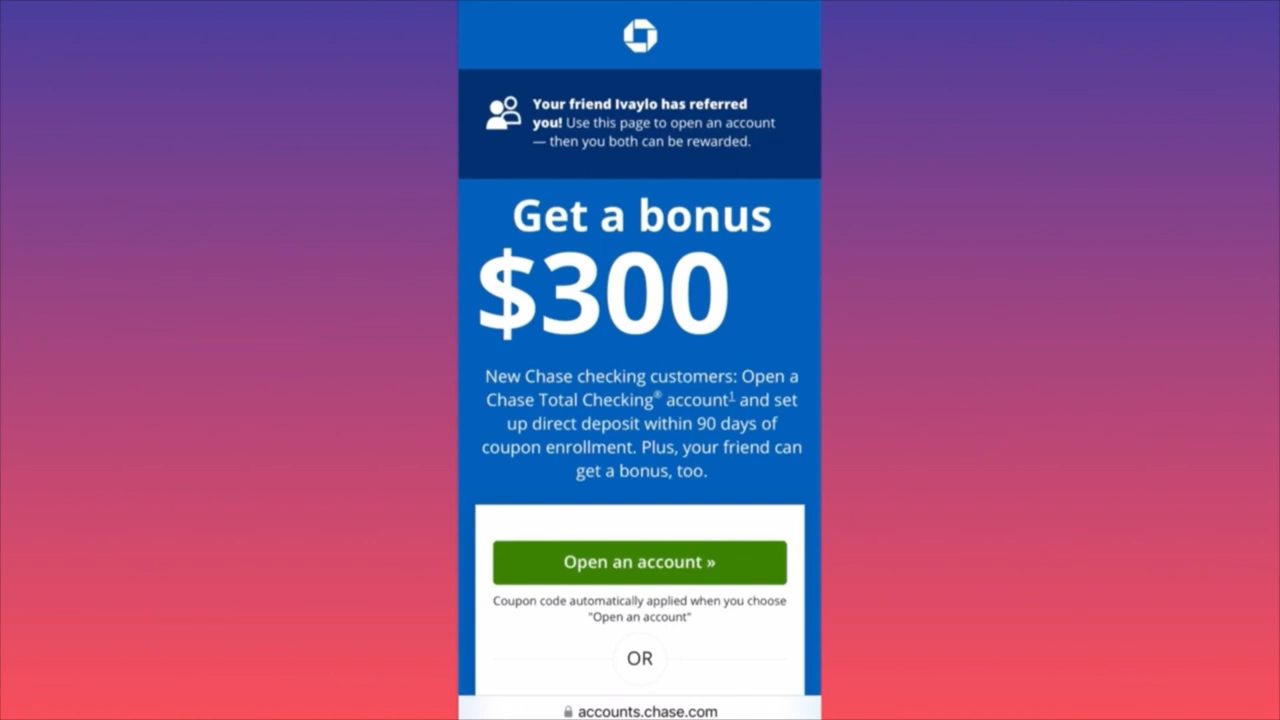 Your friend Ivaylo has referred
you! Use this page to open an account
— then you both can be rewarded.
Get a bonus
$300
New Chase checking customers: Open a
Chase Total Checking® account¹ and set
up direct deposit within 90 days of
coupon enrollment. Plus, your friend can
get a bonus, too.
Open an account »
Coupon code automatically applied when you choose
"Open an account"
OR
accounts.chase.com